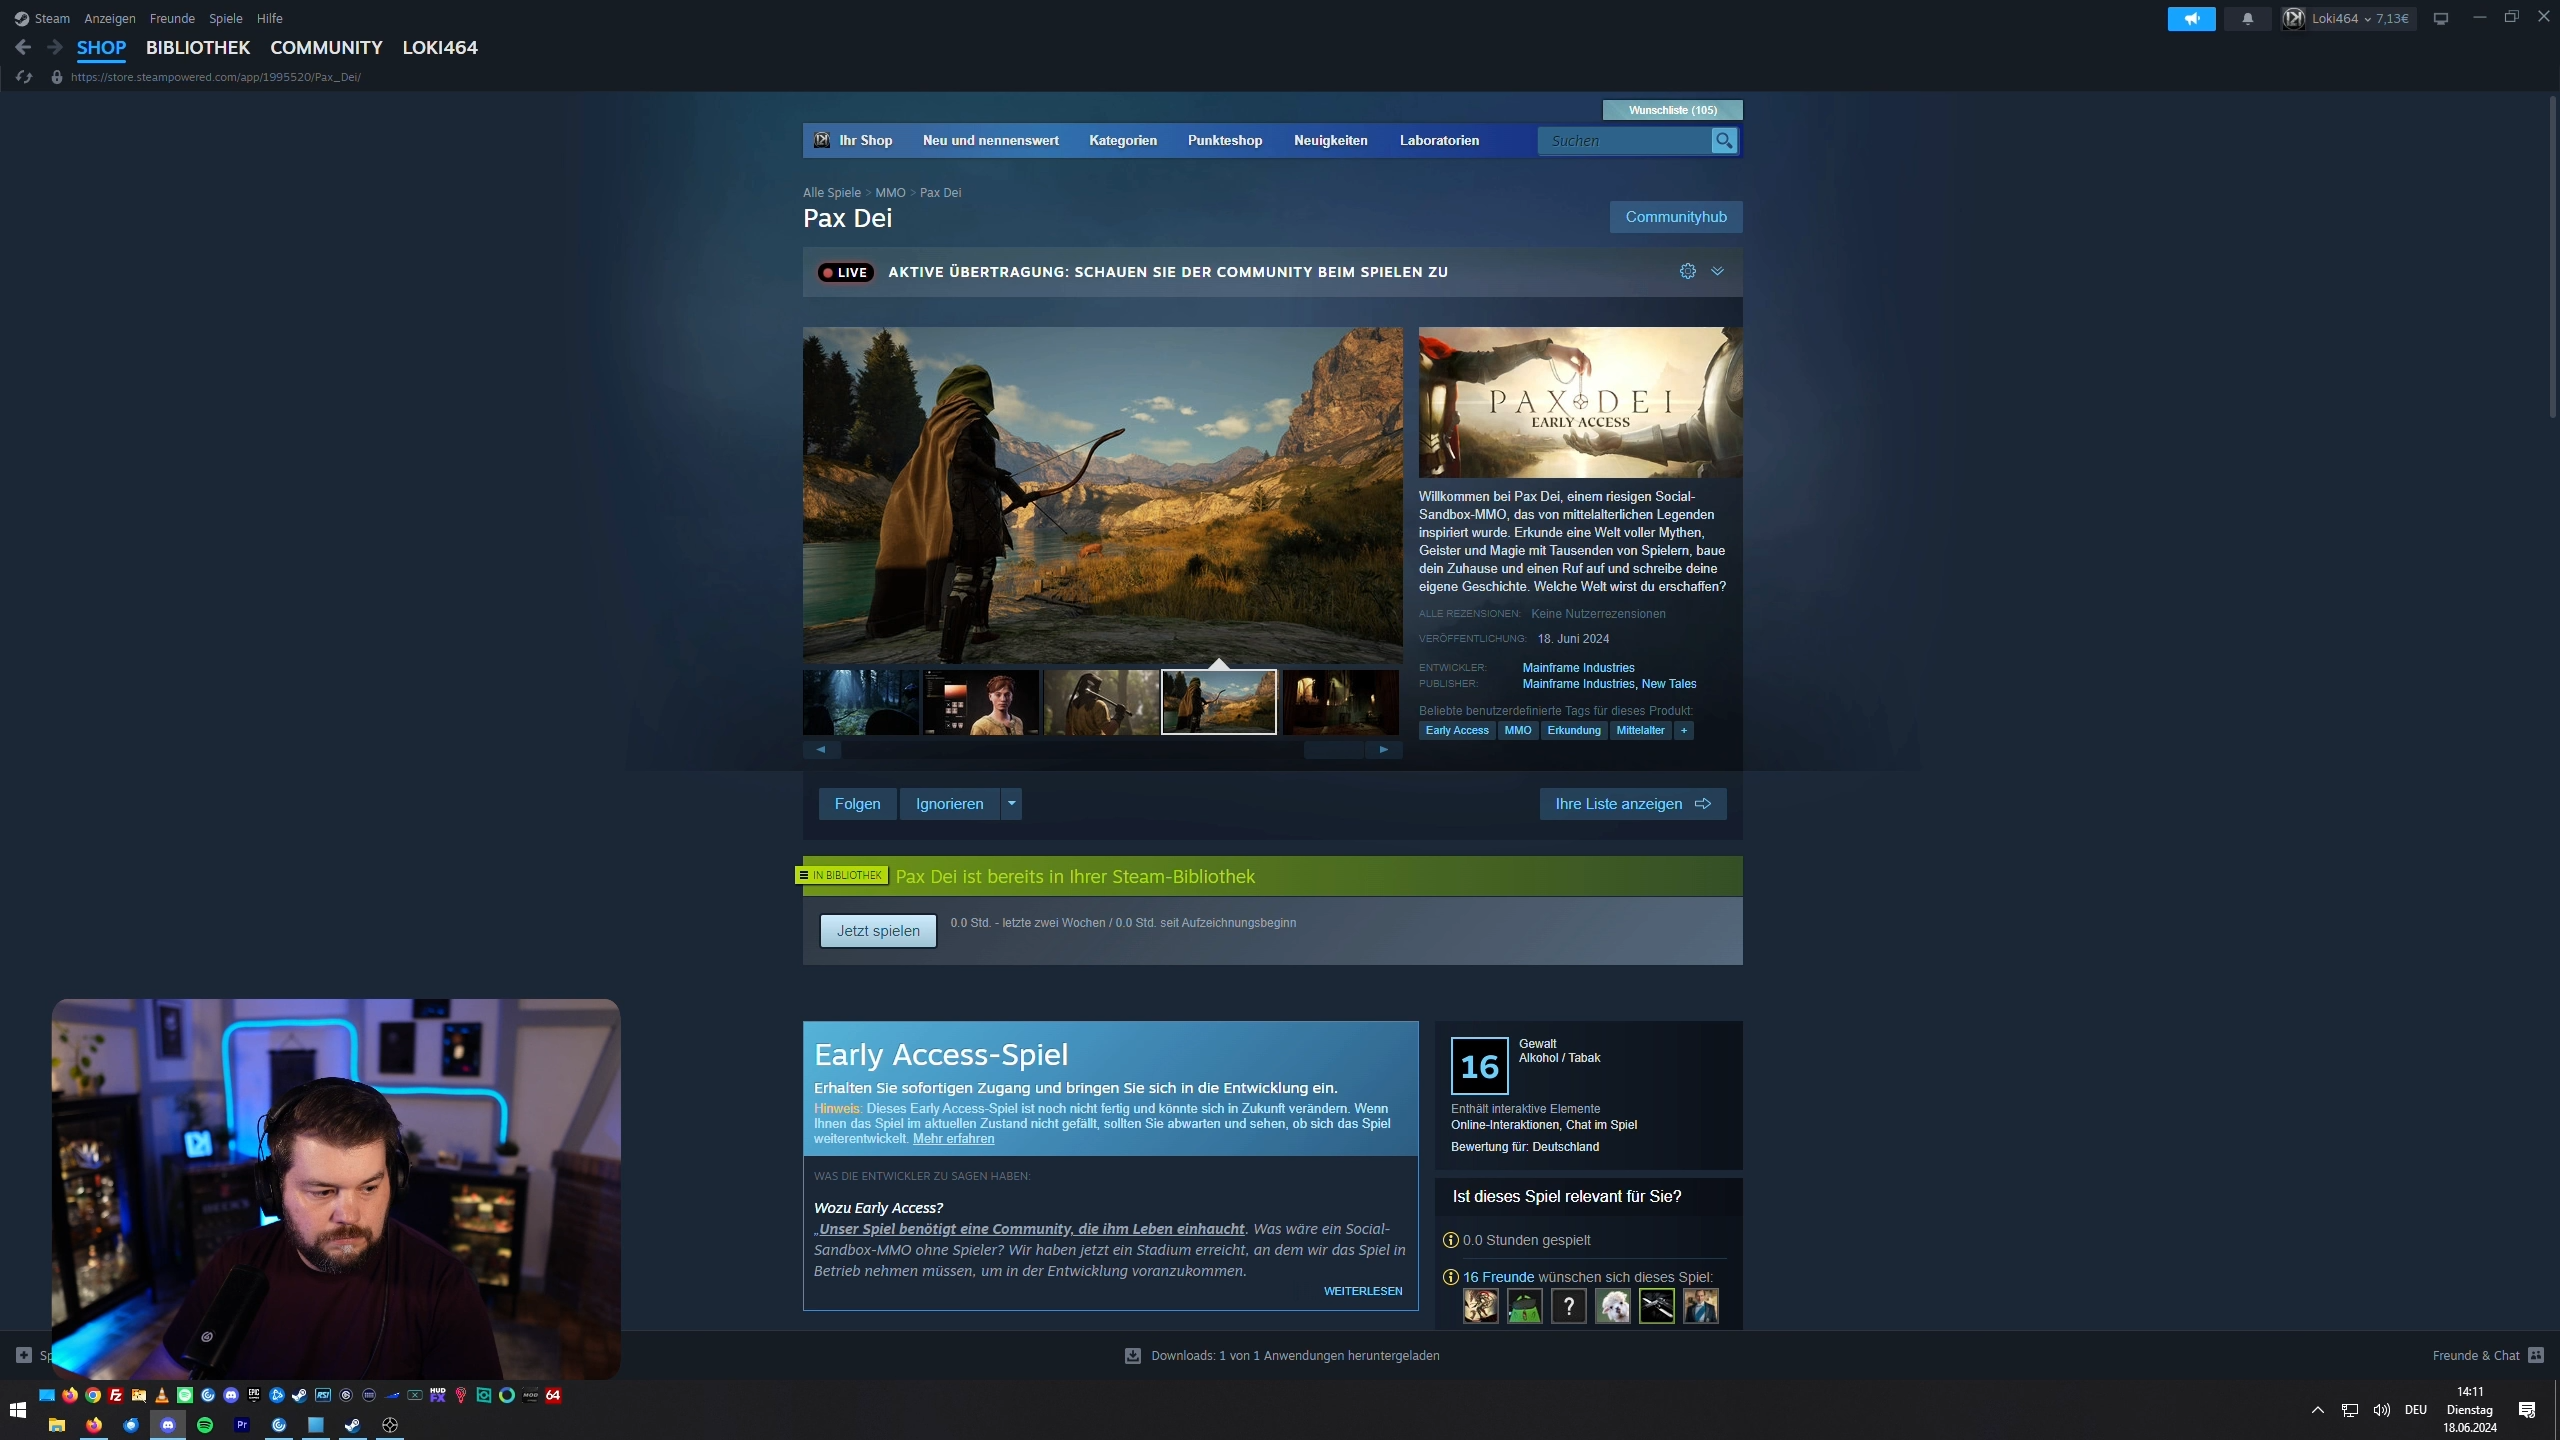 Steam Anzeigen Freunde Spiele Hilfe
Loki464 7,13€
SHOP BIBLIOTHEK COMMUNITY LOKI464
https://store.steampowered.com/app/1995520/Pax_Dei/
Wunschliste (105)
Ihr Shop Neu und nennenswert Kategorien Punkteshop Neuigkeiten Laboratorien Suchen
Alle Spiele > MMO > Pax Dei
Pax Dei
Communityhub
LIVE AKTIVE ÜBERTRAGUNG: SCHAUEN SIE DER COMMUNITY BEIM SPIELEN ZU
PAX DEI
EARLY ACCESS
Willkommen bei Pax Dei, einem riesigen Social-
Sandbox-MMO, das von mittelalterlichen Legenden
inspiriert wurde. Erkunde eine Welt voller Mythen,
Geister und Magie mit Tausenden von Spielern, baue
dein Zuhause und einen Ruf auf und schreibe deine
eigene Geschichte. Welche Welt wirst du erschaffen?
ALLE REZENSIONEN: Keine Nutzerrezensionen
VERÖFFENTLICHUNG: 18. Juni 2024
ENTWICKLER: Mainframe Industries
PUBLISHER: Mainframe Industries, New Tales
Beliebte benutzerdefinierte Tags für dieses Produkt:
Early Access MMO Erkundung Mittelalter +
Folgen Ignorieren Ihre Liste anzeigen
IN BIBLIOTHEK Pax Dei ist bereits in Ihrer Steam-Bibliothek
Jetzt spielen 0.0 Std. - letzte zwei Wochen / 0.0 Std. seit Aufzeichnungsbeginn
Early Access-Spiel
Erhalten Sie sofortigen Zugang und bringen Sie sich in die Entwicklung ein.
Hinweis: Dieses Early Access-Spiel ist noch nicht fertig und könnte sich in Zukunft verändern. Wenn
Ihnen das Spiel im aktuellen Zustand nicht gefällt, sollten Sie abwarten und sehen, ob sich das Spiel
weiterentwickelt. Mehr erfahren
WAS DIE ENTWICKLER ZU SAGEN HABEN:
Wozu Early Access?
„Unser Spiel benötigt eine Community, die ihm Leben einhaucht. Was wäre ein Social-
Sandbox-MMO ohne Spieler? Wir haben jetzt ein Stadium erreicht, an dem wir das Spiel in
Betrieb nehmen müssen, um in der Entwicklung voranzukommen.
WEITERLESEN
16
Gewalt
Alkohol / Tabak
Enthält interaktive Elemente
Online-Interaktionen, Chat im Spiel
Bewertung für: Deutschland
Ist dieses Spiel relevant für Sie?
0.0 Stunden gespielt
16 Freunde wünschen sich dieses Spiel:
?
Sp
Downloads: 1 von 1 Anwendungen heruntergeladen
Freunde & Chat
Fz EPIC RSI HUD FX MOD 64
Pr
DEU
14:11
Dienstag
18.06.2024